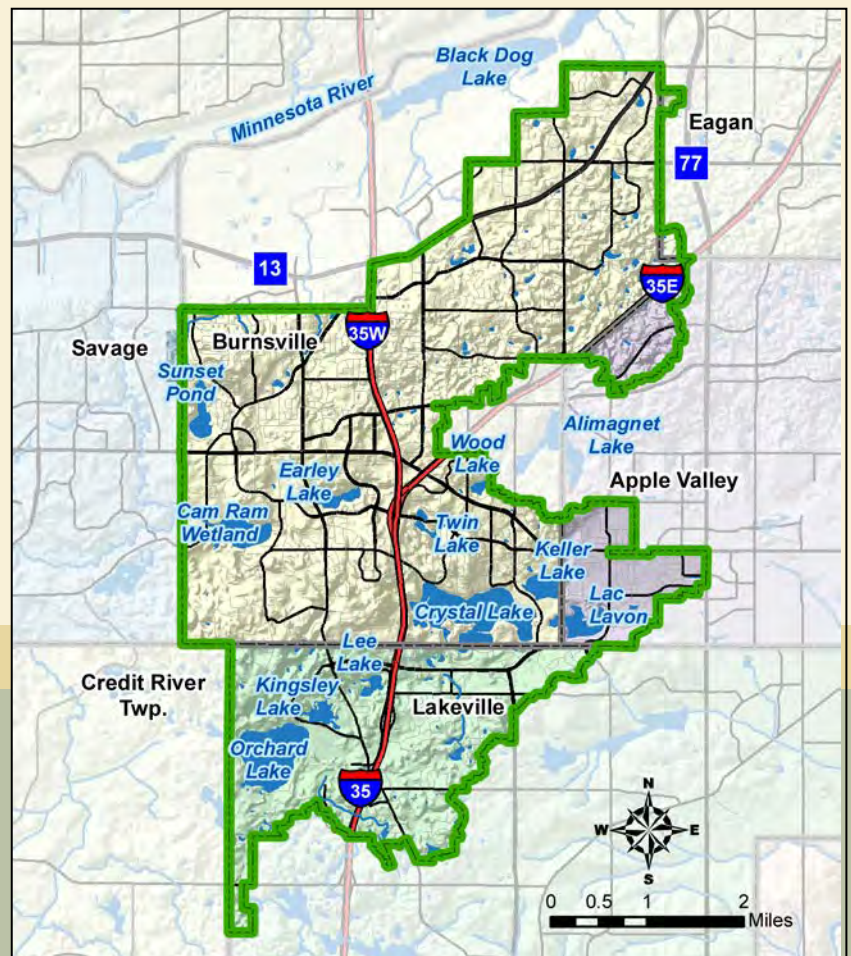 Black Dog
Lake
Minnesota River
Eagan
77
13
35E
35W
Savage
Burnsville
Sunset
Pond
Alimagnet
Lake
Wood
Lake
Earley
Lake
Apple Valley
Cam Ram
Wetland
Twin
Lake
Keller
Lake
Lac
Lavon
Crystal Lake
Lee
Lake
Credit River
Twp.
Kingsley
Lake
Lakeville
Orchard
Lake
35
N
W E
S
0 0.5 1 2
Miles